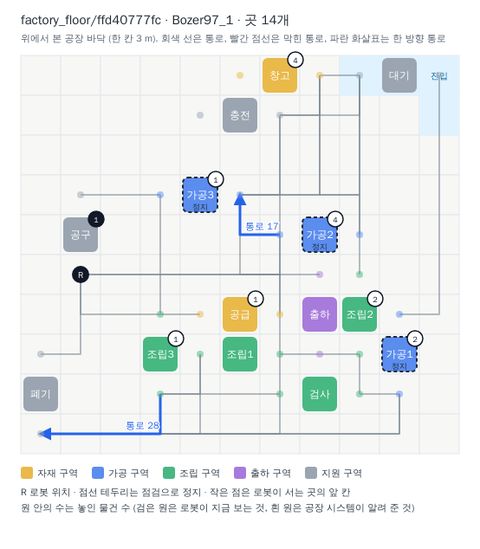 factory_floor/ffd40777fc · Bozer97_1 · 곳 14개
위에서 본 공장 바닥 (한 칸 3 m). 회색 선은 통로, 빨간 점선은 막힌 통로, 파란 화살표는 한 방향 통로
4
창고
대기
충전
1
가공3
정지
1
공구
통로 17
4
가공2
정지
R
1
공급
출하
2
조립2
1
조립3
조립1
2
가공1
정지
폐기
검사
통로 28
자재 구역
가공 구역
조립 구역
출하 구역
지원 구역
R 로봇 위치 · 점선 테두리는 점검으로 정지 · 작은 점은 로봇이 서는 곳의 앞 칸
원 안의 수는 놓인 물건 수 (검은 원은 로봇이 지금 보는 것, 흰 원은 공장 시스템이 알려 준 것)